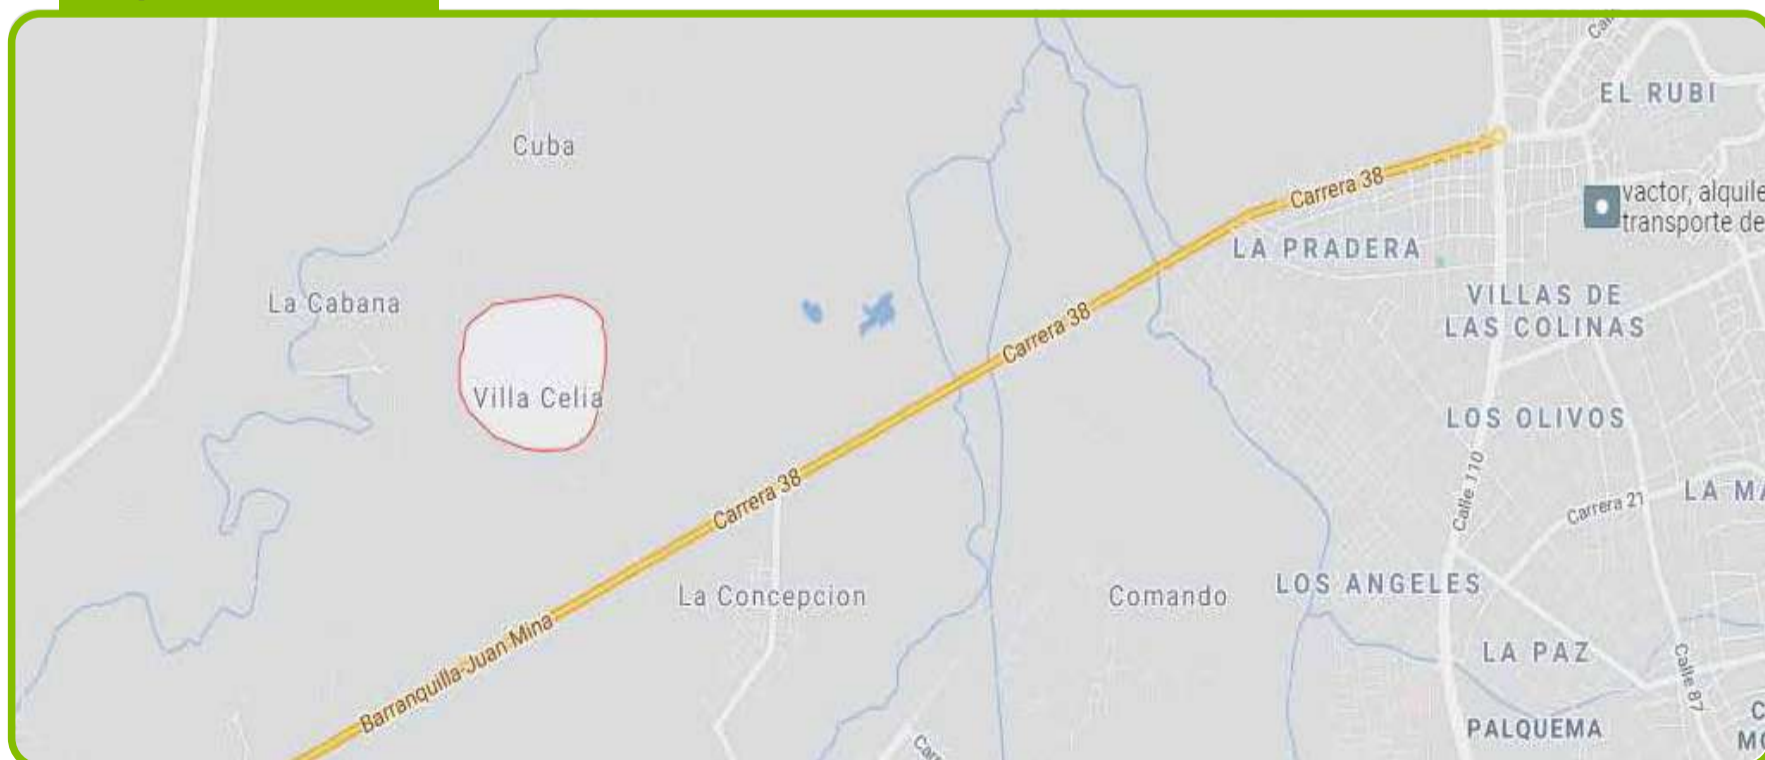 EL RUBI
Cuba
Carrera 38
vactor, alquile
transporte de
LA PRADERA
La Cabana
VILLAS DE
LAS COLINAS
Carrera 38
Villa Celia
LOS OLIVOS
Calle 110
Carrera 38
Carrera 21
LA MA
LOS ANGELES
La Concepcion
Comando
Barranquilla-Juan Mina
LA PAZ
Calle 87
PALQUEMA